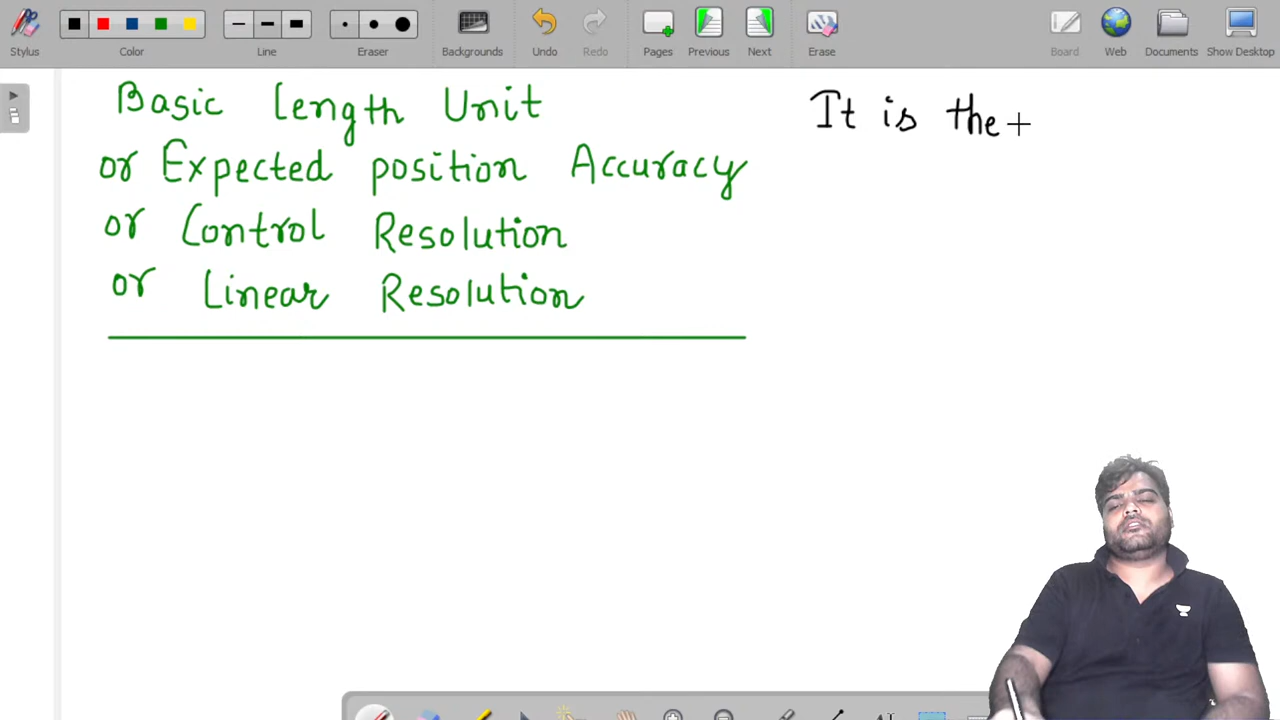 Stylus
Color
Line
Eraser
Backgrounds
Undo
Redo
Pages
Previous
Next
Erase
Board
Web
Documents
Show Desktop
Basic Length Unit
or Expected position Accuracy
or Control Resolution
or Linear Resolution
It is the